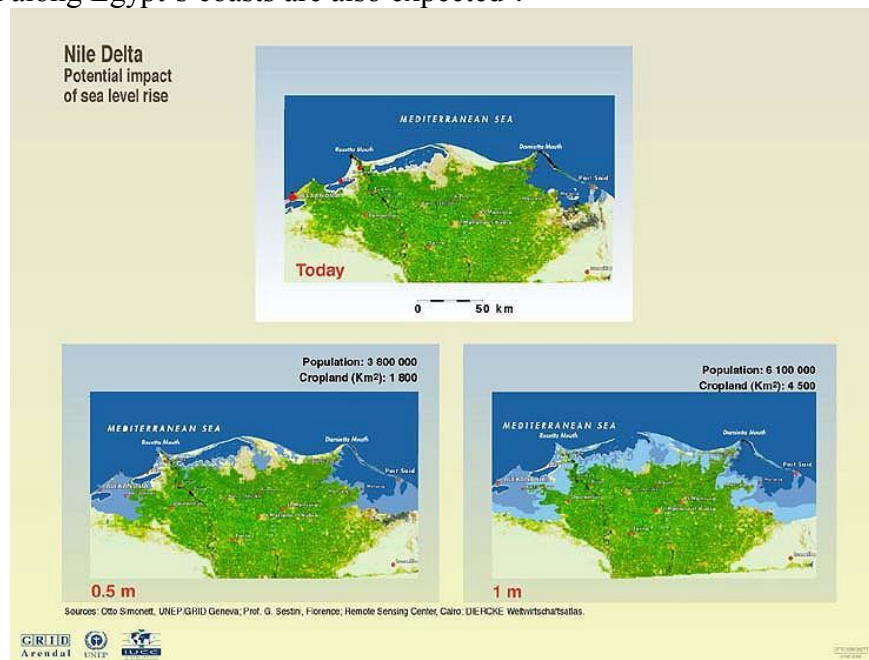 along Egypt's coasts are also expected .
Nile Delta
Potential impact
of sea level rise
MEDITERRANEAN SEA
Rosetta Mouth
Damietta Mouth
Port Said
Today
0 50 km
Population: 3 800 000
Cropland (Km²): 1 800
MEDITERRANEAN SEA
Rosetta Mouth
Damietta Mouth
Port Said
ALEXANDRIA
0.5 m
Population: 6 100 000
Cropland (Km²): 4 500
MEDITERRANEAN SEA
Rosetta Mouth
Damietta Mouth
Port Said
1 m
Sources: Otto Simonett, UNEP/GRID Geneva; Prof. G. Sestini, Florence; Remote Sensing Center, Cairo; DIERCKE Weltwirtschaftsatlas.
GRID
Arendal
UNEP